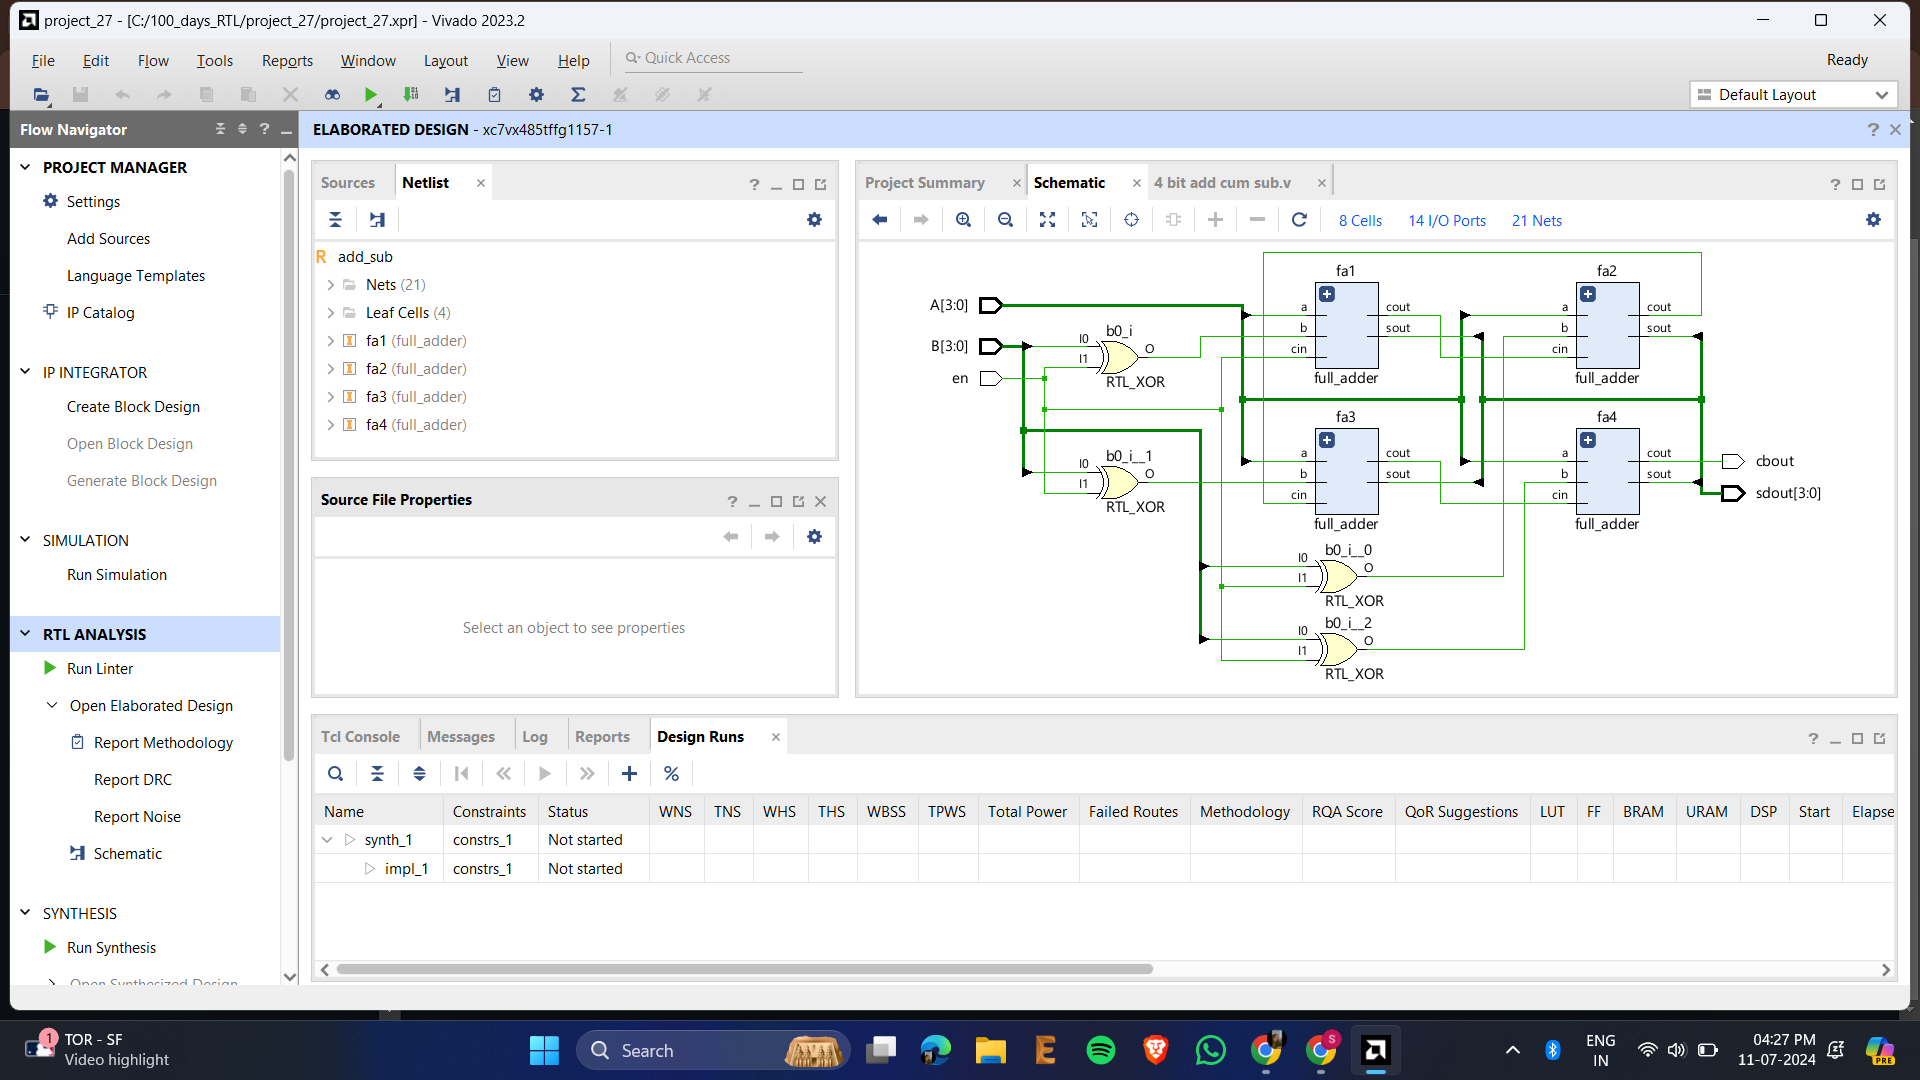 project_27 - [C:/100_days_RTL/project_27/project_27.xpr] - Vivado 2023.2
File Edit Flow Tools Reports Window Layout View Help Quick Access Ready
Default Layout
Flow Navigator
ELABORATED DESIGN - xc7vx485tffg1157-1
PROJECT MANAGER
Settings
Add Sources
Language Templates
IP Catalog
IP INTEGRATOR
Create Block Design
Open Block Design
Generate Block Design
SIMULATION
Run Simulation
RTL ANALYSIS
Run Linter
Open Elaborated Design
Report Methodology
Report DRC
Report Noise
Schematic
SYNTHESIS
Run Synthesis
Open Synthesized Design
Sources Netlist
R add_sub
Nets (21)
Leaf Cells (4)
fa1 (full_adder)
fa2 (full_adder)
fa3 (full_adder)
fa4 (full_adder)
Source File Properties
Select an object to see properties
Project Summary Schematic 4 bit add cum sub.v
8 Cells 14 I/O Ports 21 Nets
A[3:0]
B[3:0]
en
b0_i
I0
I1
O
RTL_XOR
b0_i__1
I0
I1
O
RTL_XOR
fa1
a
b
cin
cout
sout
full_adder
fa2
a
b
cin
cout
sout
full_adder
fa3
a
b
cin
cout
sout
full_adder
fa4
a
b
cin
cout
sout
full_adder
cbout
sdout[3:0]
b0_i__0
I0
I1
O
RTL_XOR
b0_i__2
I0
I1
O
RTL_XOR
Tcl Console Messages Log Reports Design Runs
Name Constraints Status WNS TNS WHS THS WBSS TPWS Total Power Failed Routes Methodology RQA Score QoR Suggestions LUT FF BRAM URAM DSP Start Elapse
synth_1 constrs_1 Not started
impl_1 constrs_1 Not started
1
TOR - SF
Video highlight
Search
S
ENG
IN
04:27 PM
11-07-2024
PRE